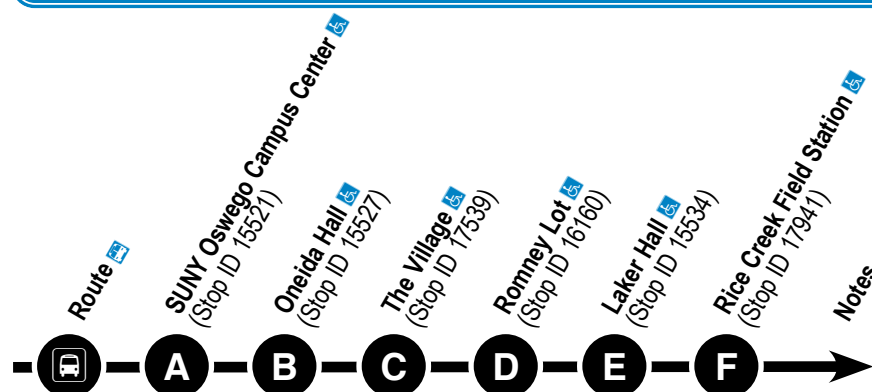 Route
SUNY Oswego Campus Center
(Stop ID 15521)
Oneida Hall
(Stop ID 15527)
The Village
(Stop ID 17539)
Romney Lot
(Stop ID 16160)
Laker Hall
(Stop ID 15534)
Rice Creek Field Station
(Stop ID 17941)
Notes
A
B
C
D
E
F